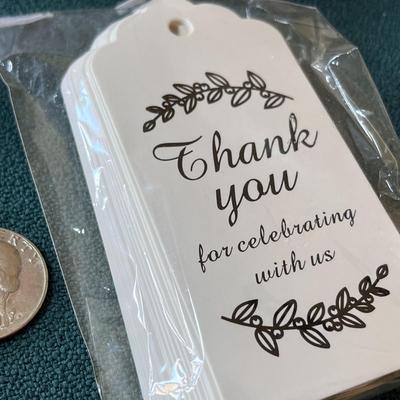 Thank
you
for celebrating
with us